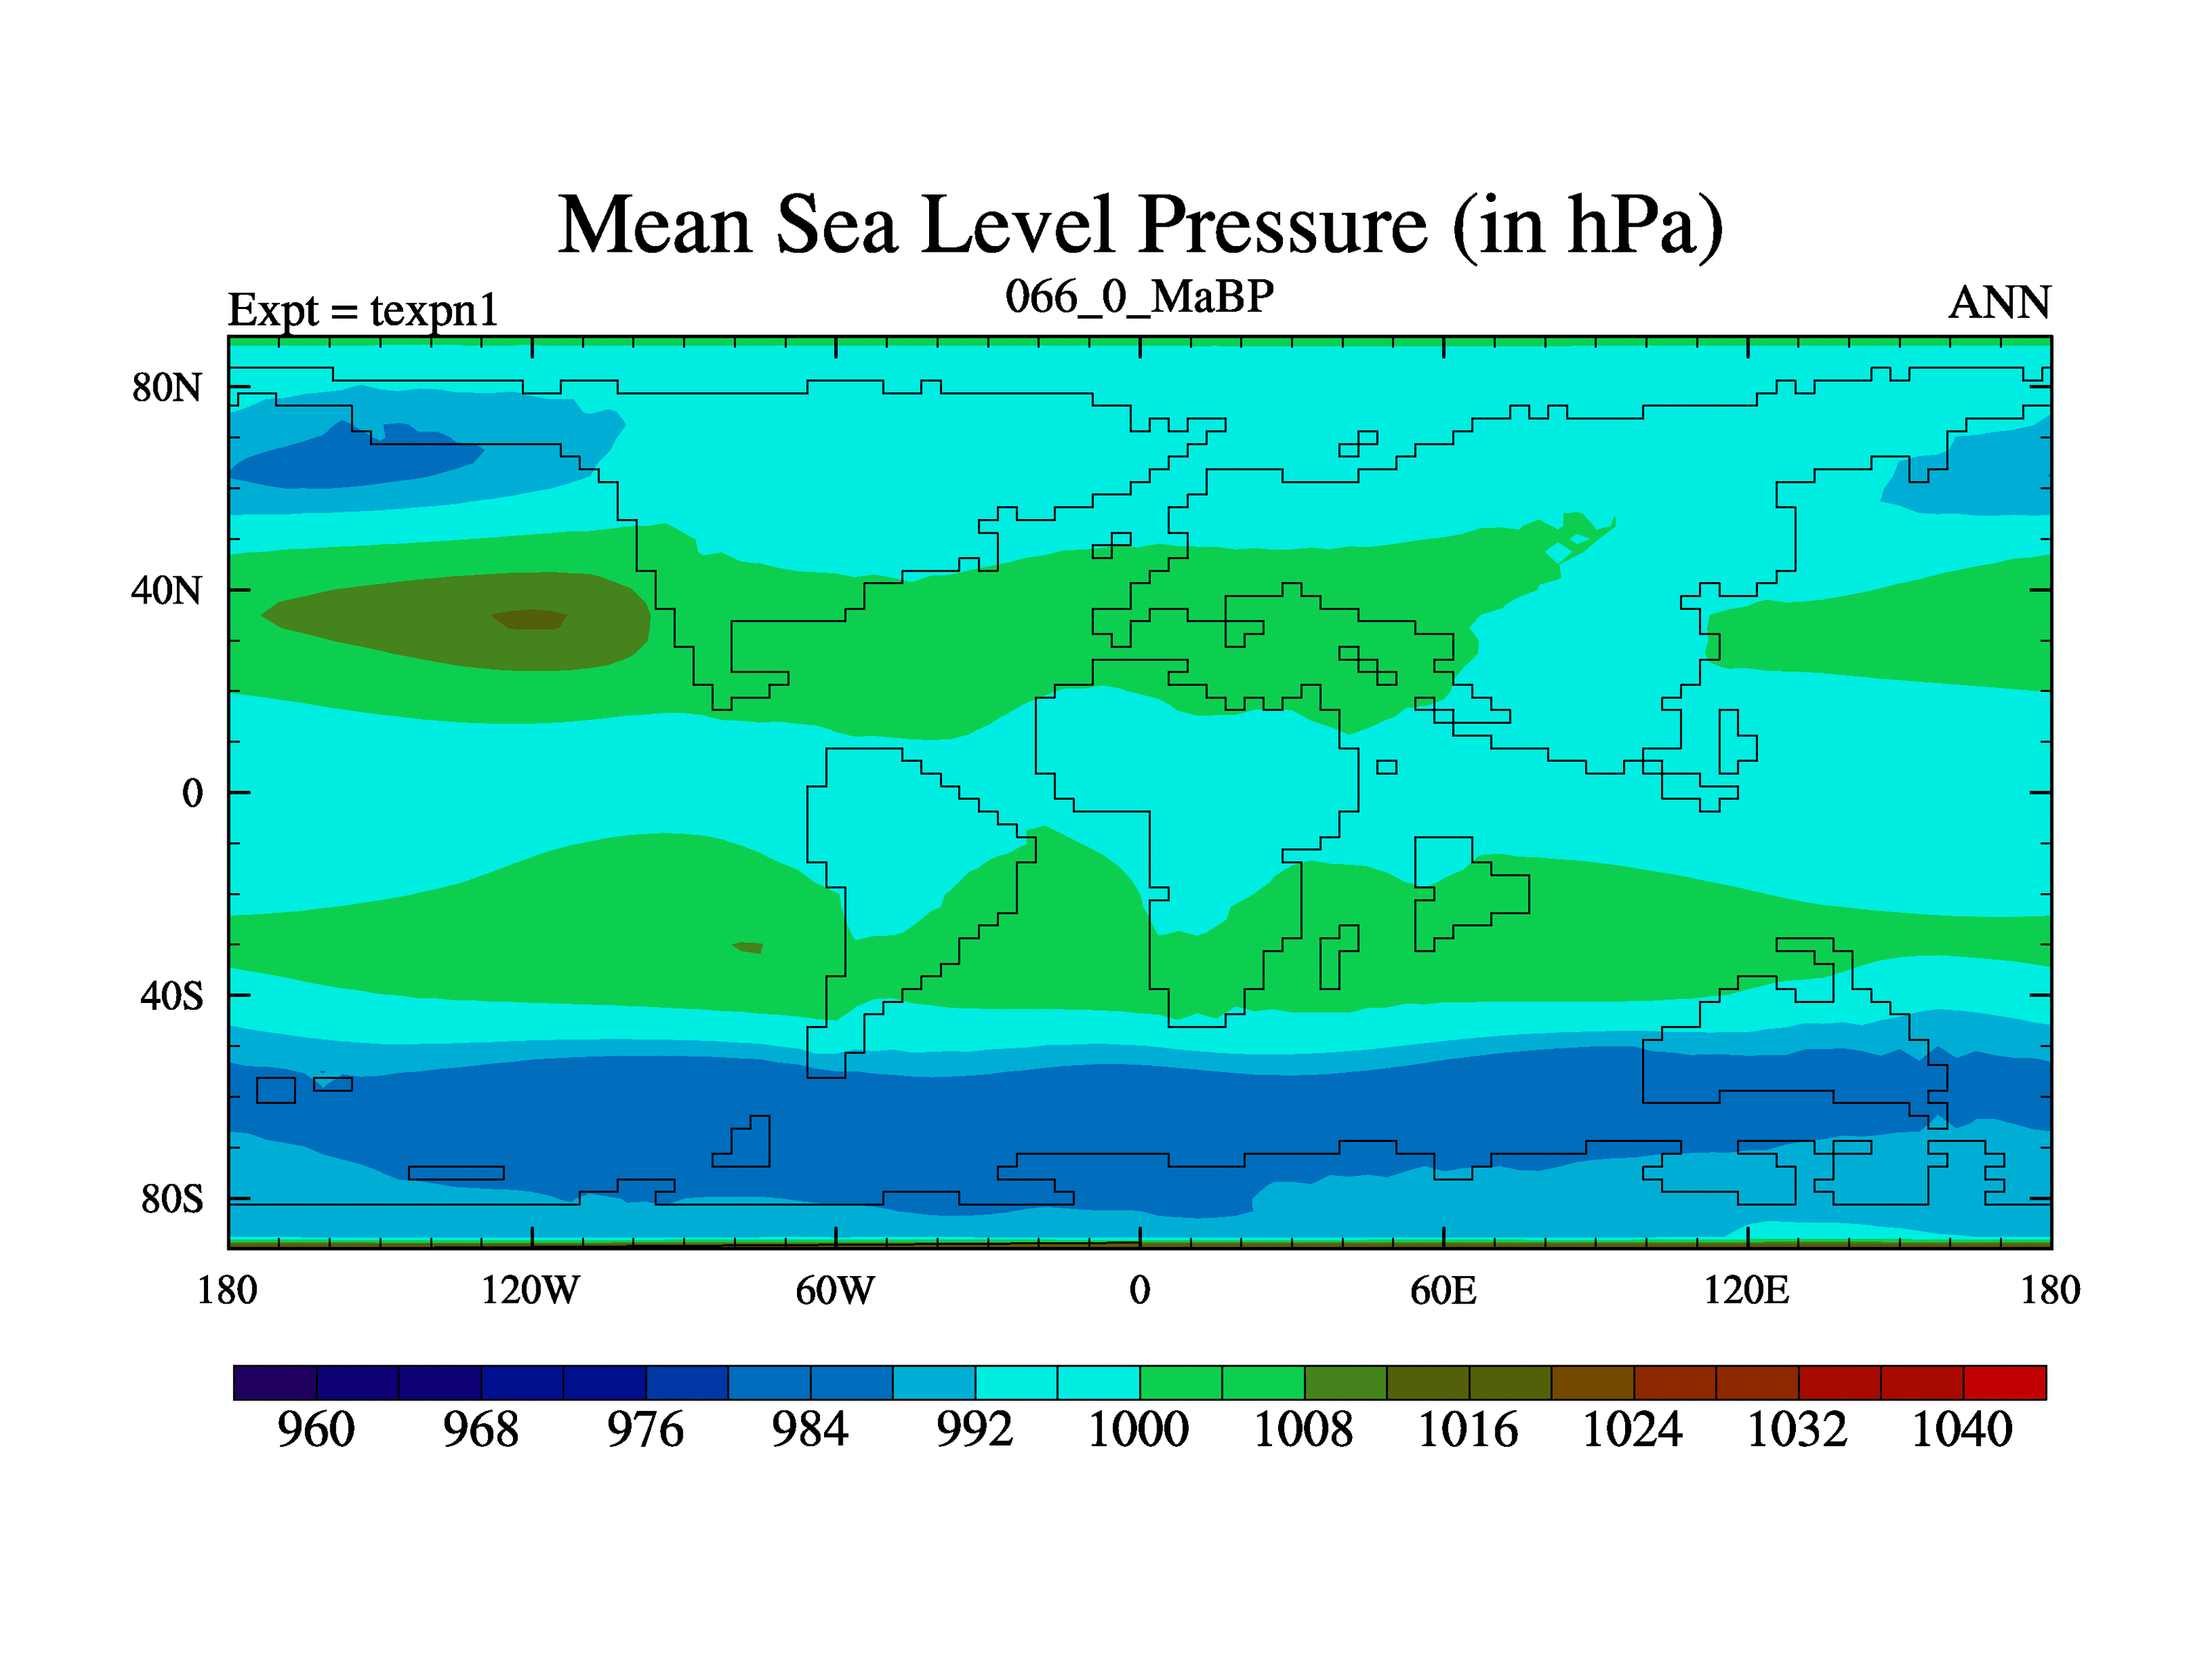 Mean Sea Level Pressure (in hPa)
066_0_MaBP
Expt = texpn1 ANN
80N
40N
0
40S
80S
180 120W 60W 0 60E 120E 180
960 968 976 984 992 1000 1008 1016 1024 1032 1040